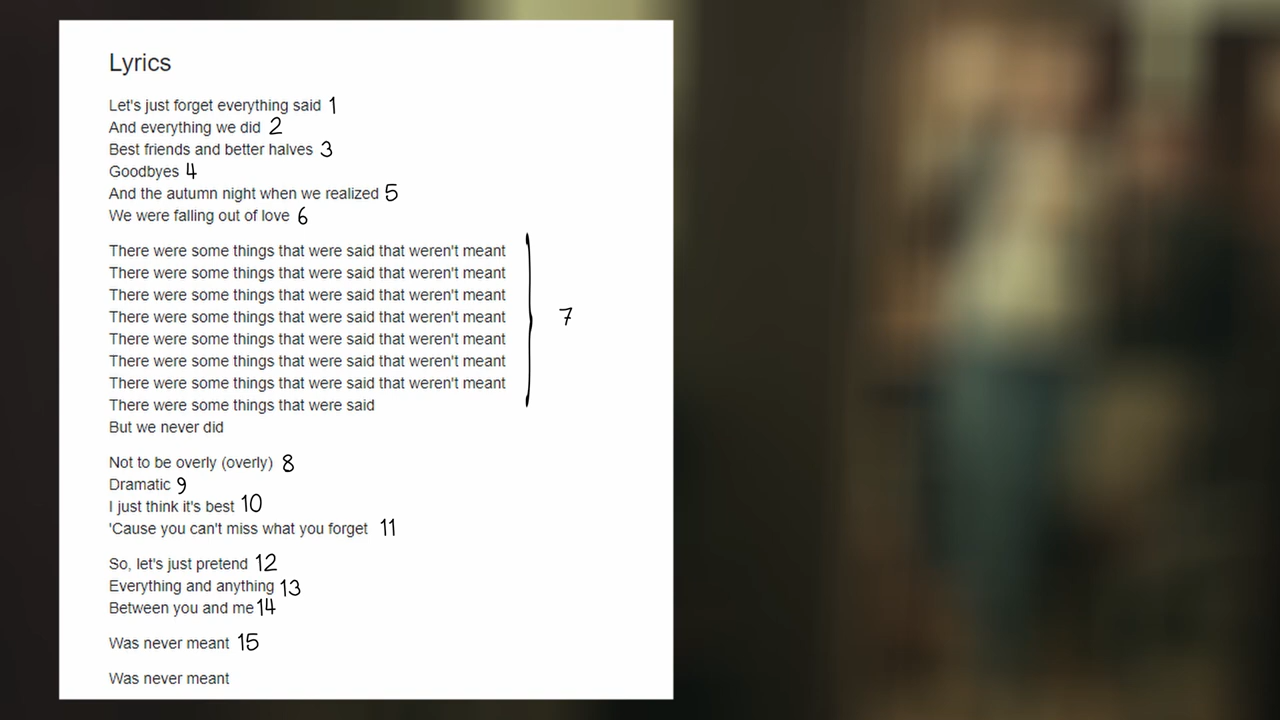 Lyrics
Let's just forget everything said 1
And everything we did 2
Best friends and better halves 3
Goodbyes 4
And the autumn night when we realized 5
We were falling out of love 6
There were some things that were said that weren't meant
There were some things that were said that weren't meant
There were some things that were said that weren't meant
There were some things that were said that weren't meant 7
There were some things that were said that weren't meant
There were some things that were said that weren't meant
There were some things that were said that weren't meant
There were some things that were said
But we never did
Not to be overly (overly) 8
Dramatic 9
I just think it's best 10
'Cause you can't miss what you forget 11
So, let's just pretend 12
Everything and anything 13
Between you and me 14
Was never meant 15
Was never meant